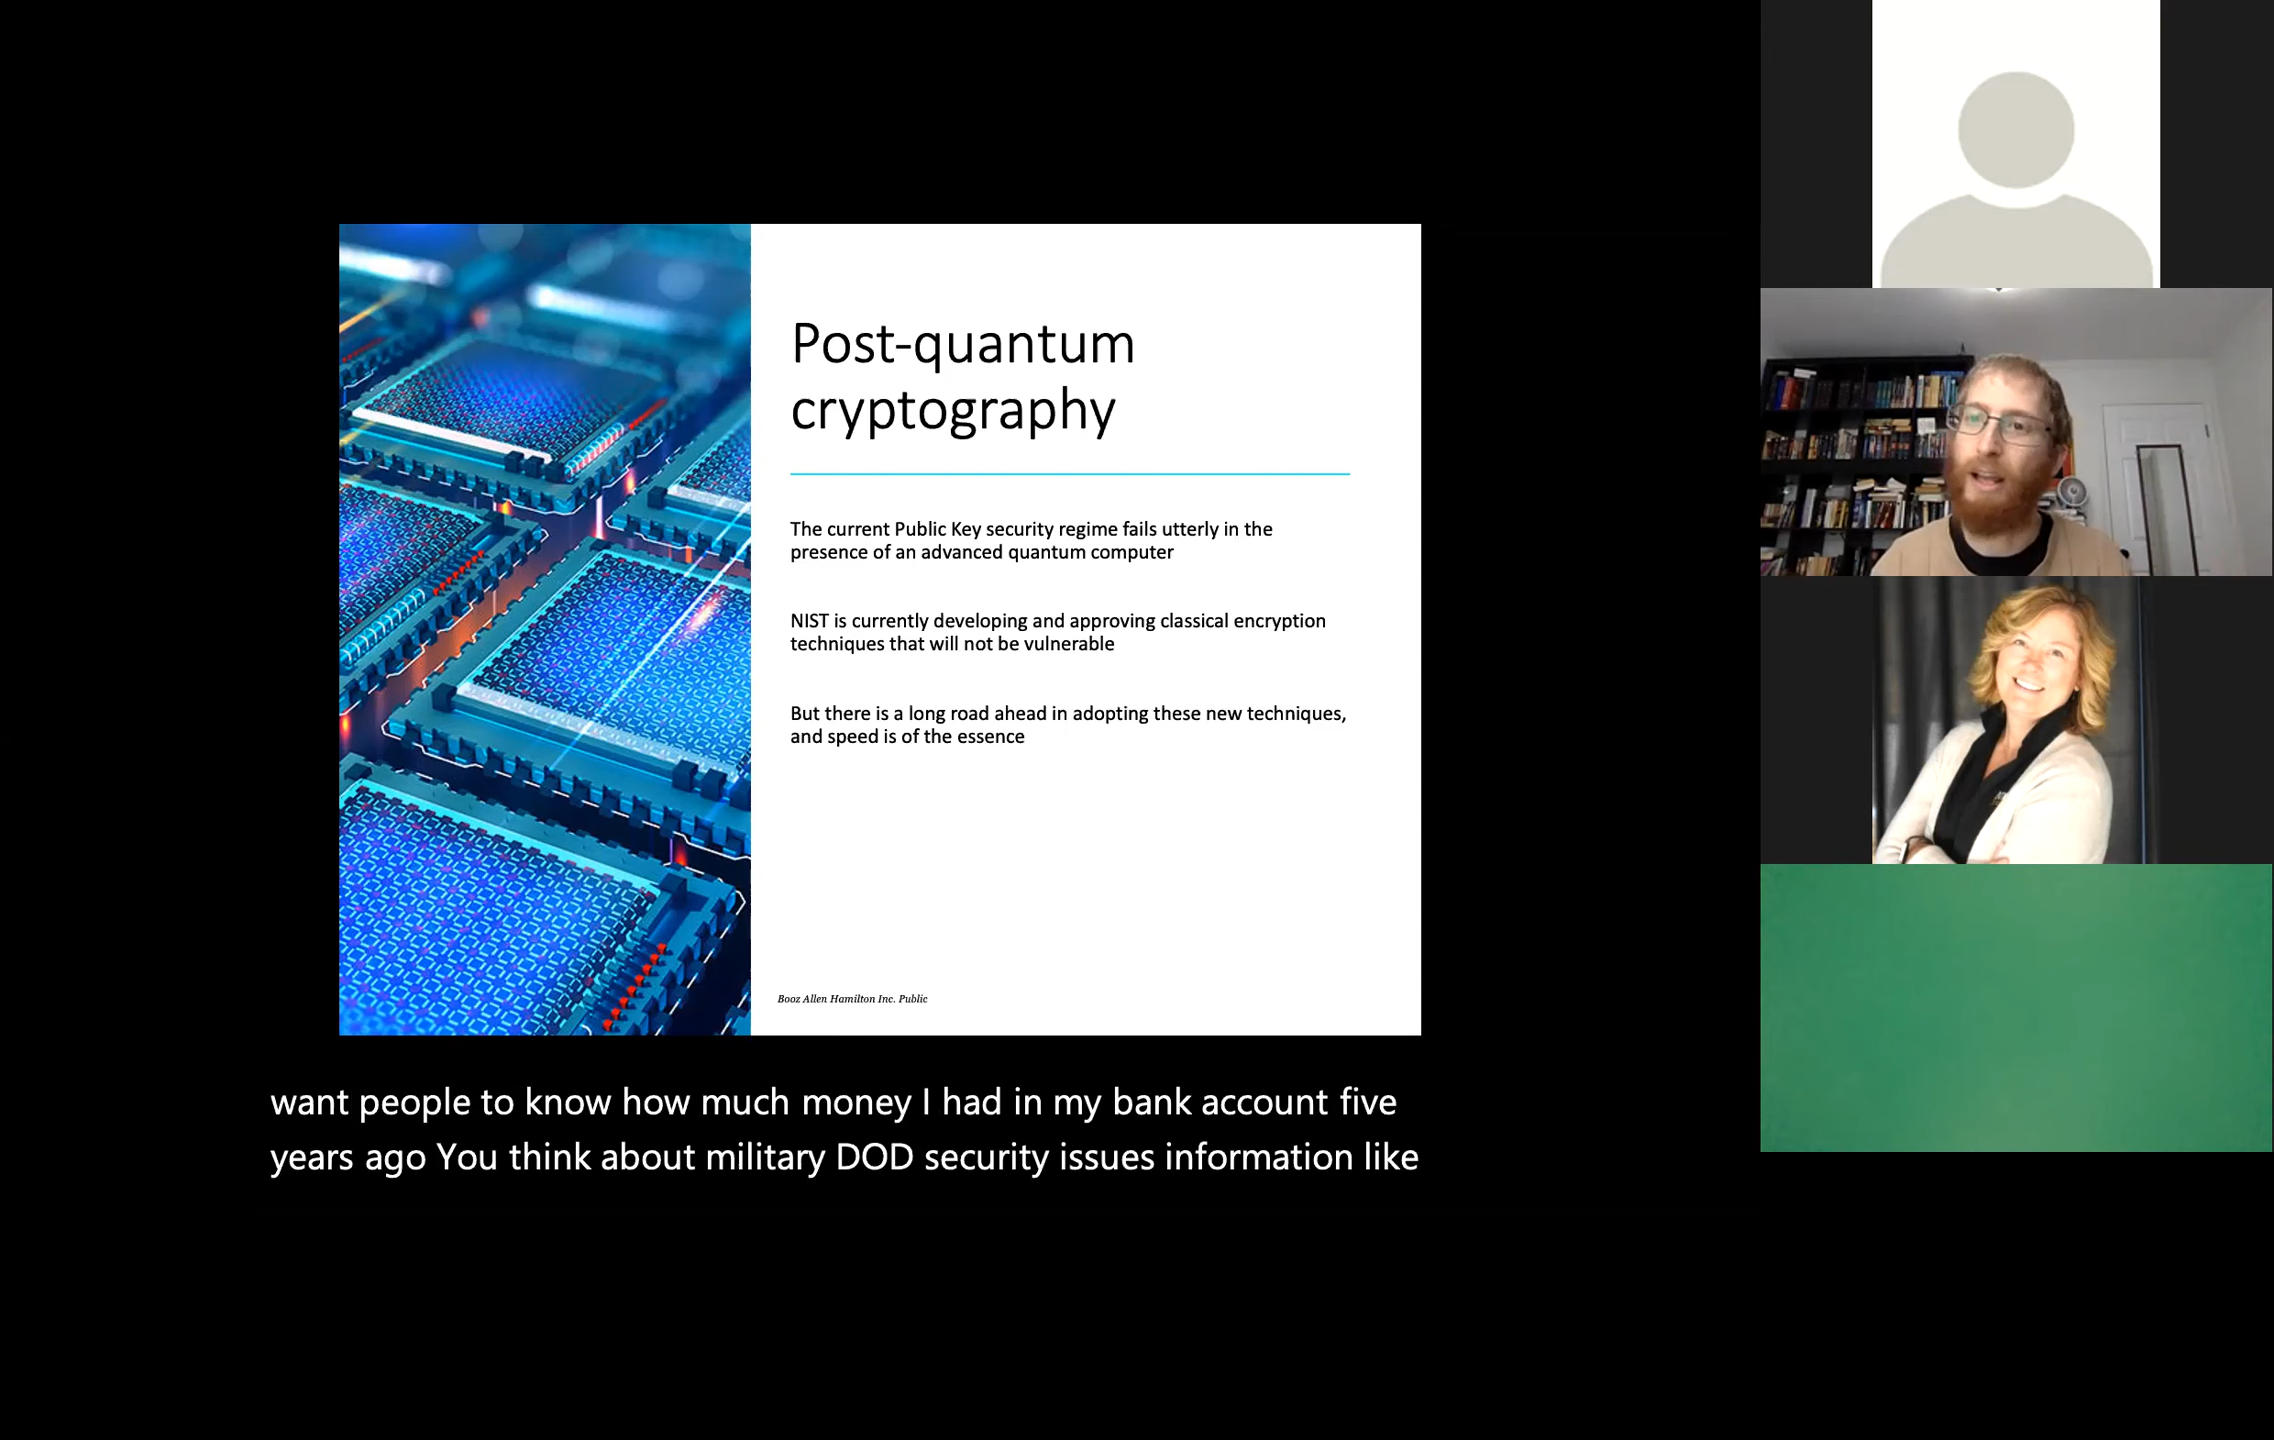 Post-quantum
cryptography
The current Public Key security regime fails utterly in the
presence of an advanced quantum computer
NIST is currently developing and approving classical encryption
techniques that will not be vulnerable
But there is a long road ahead in adopting these new techniques,
and speed is of the essence
Booz Allen Hamilton Inc. Public
want people to know how much money I had in my bank account five
years ago You think about military DOD security issues information like